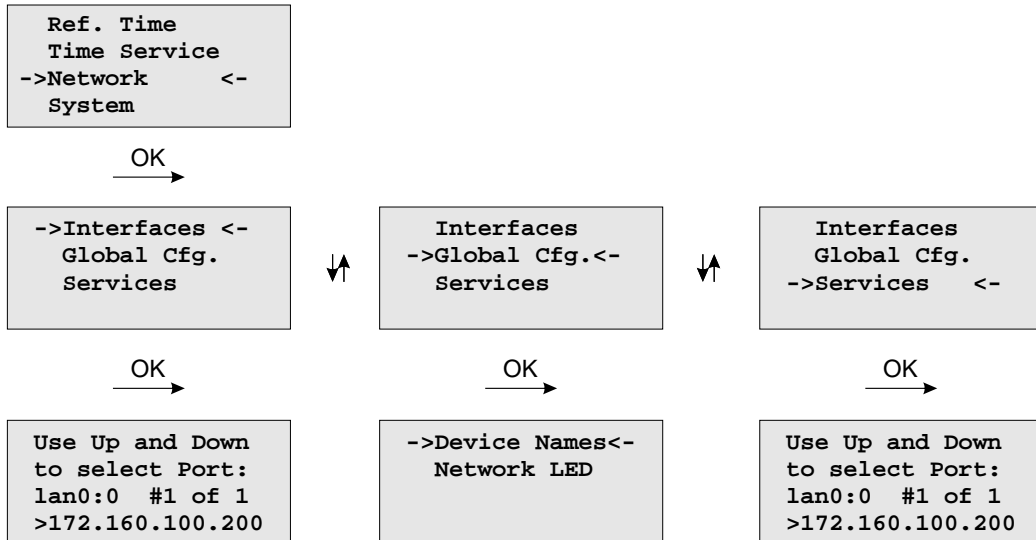 Ref. Time
Time Service
->Network <-
System
OK
->Interfaces <-
Global Cfg.
Services
Interfaces
->Global Cfg.<-
Services
Interfaces
Global Cfg.
->Services <-
OK
OK
OK
Use Up and Down
to select Port:
lan0:0 #1 of 1
>172.160.100.200
->Device Names<-
Network LED
Use Up and Down
to select Port:
lan0:0 #1 of 1
>172.160.100.200